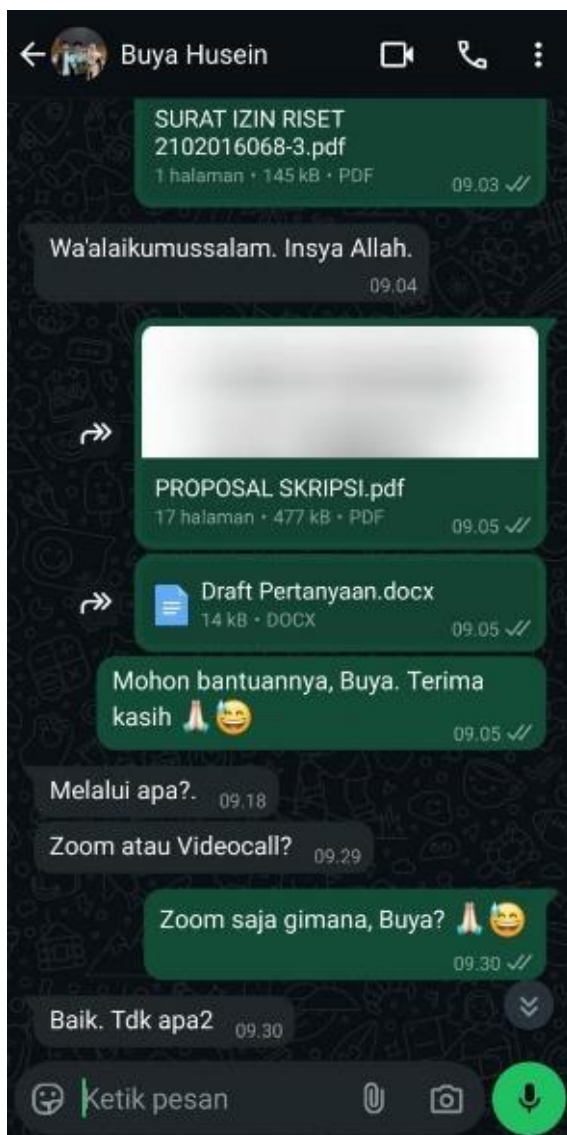 Buya Husein
SURAT IZIN RISET
2102016068-3.pdf
1 halaman • 145 kB • PDF
09.03
Wa'alaikumussalam. Insya Allah.
09.04
PROPOSAL SKRIPSI.pdf
17 halaman • 477 kB • PDF
09.05
Draft Pertanyaan.docx
14 kB • DOCX
09.05
Mohon bantuannya, Buya. Terima
kasih 🙏🏻😅
09.05
Melalui apa?. 09.18
Zoom atau Videocall? 09.29
Zoom saja gimana, Buya? 🙏🏻😅
09.30
Baik. Tdk apa2 09.30
Ketik pesan